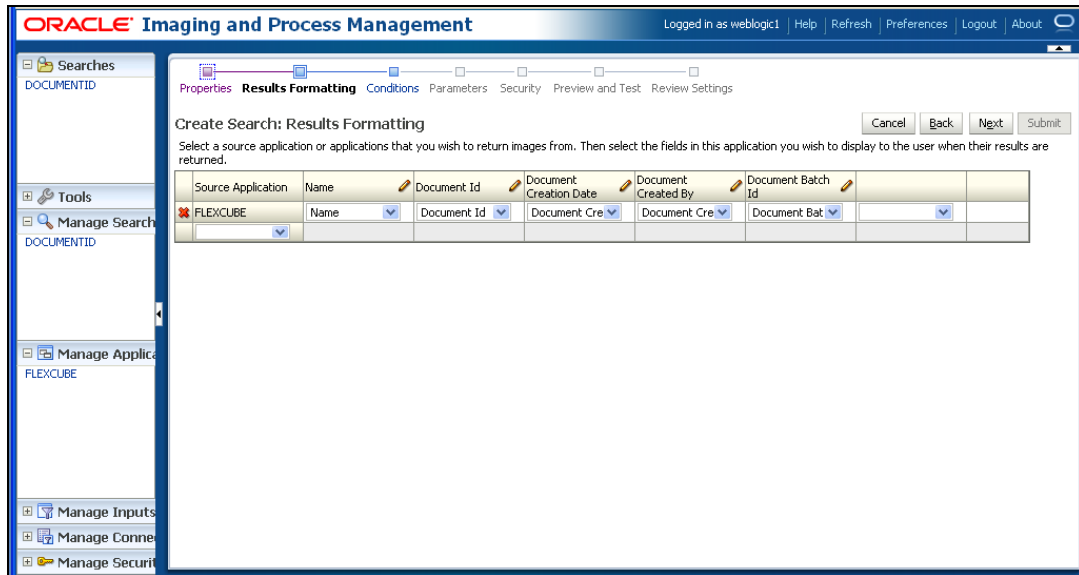 ORACLE Imaging and Process Management
Logged in as weblogic1 | Help | Refresh | Preferences | Logout | About
Searches
DOCUMENTID
Tools
Manage Search
DOCUMENTID
Manage Applica
FLEXCUBE
Manage Inputs
Manage Conne
Manage Securit
Properties Results Formatting Conditions Parameters Security Preview and Test Review Settings
Create Search: Results Formatting
Cancel Back Next Submit
Select a source application or applications that you wish to return images from. Then select the fields in this application you wish to display to the user when their results are
returned.
Source Application Name Document Id Document Creation Date Document Created By Document Batch Id
FLEXCUBE Name Document Id Document Cre Document Cre Document Bat